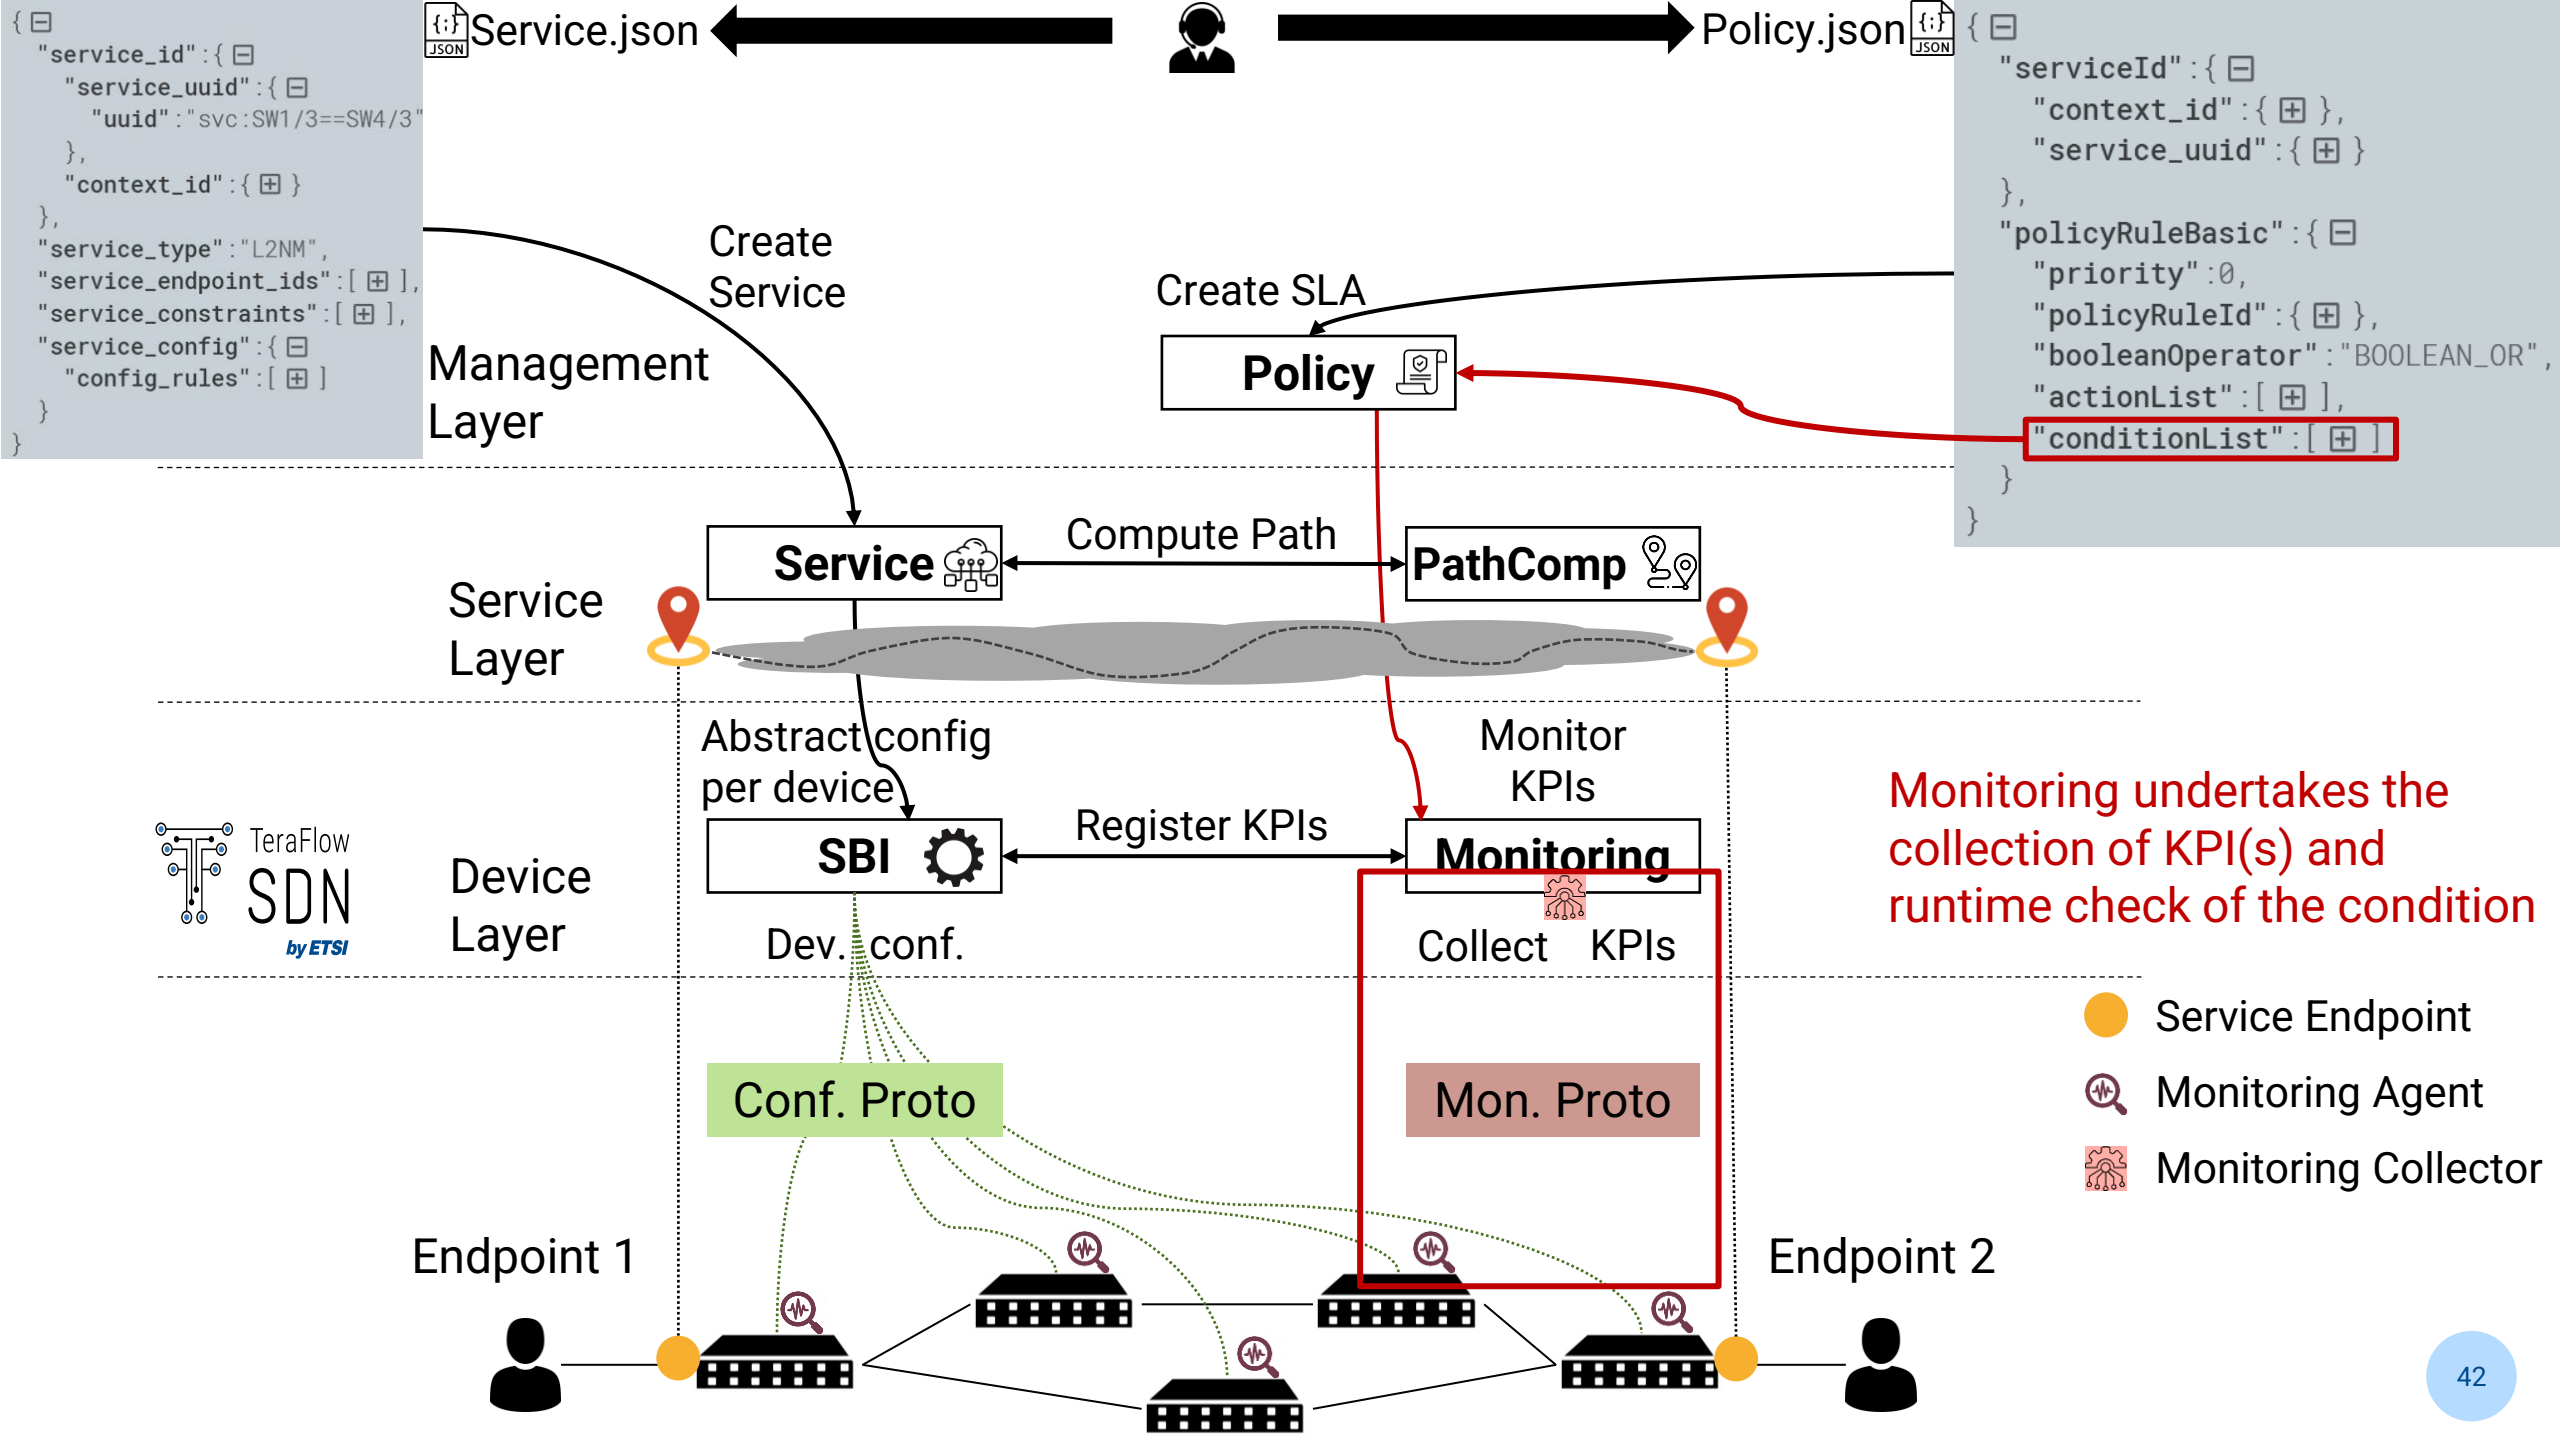 {
"service_id":{
"service_uuid":{
"uuid":"svc:SW1/3==SW4/3"
},
"context_id":{ }
},
"service_type":"L2NM",
"service_endpoint_ids":[ ],
"service_constraints":[ ],
"service_config":{
"config_rules":[ ]
}
}
{;}
JSON
Service.json
Policy.json
{;}
JSON
{
"serviceId":{
"context_id":{ },
"service_uuid":{ }
},
"policyRuleBasic":{
"priority":0,
"policyRuleId":{ },
"booleanOperator":"BOOLEAN_OR",
"actionList":[ ],
"conditionList":[ ]
}
}
Create
Service
Create SLA
Management
Layer
Policy
Service
Compute Path
PathComp
Service
Layer
Abstract config
per device
Monitor
KPIs
SBI
Register KPIs
Monitoring
Monitoring undertakes the
collection of KPI(s) and
runtime check of the condition
TeraFlow
SDN
by ETSI
Device
Layer
Dev. conf.
Collect KPIs
Conf. Proto
Mon. Proto
Service Endpoint
Monitoring Agent
Monitoring Collector
Endpoint 1
Endpoint 2
42